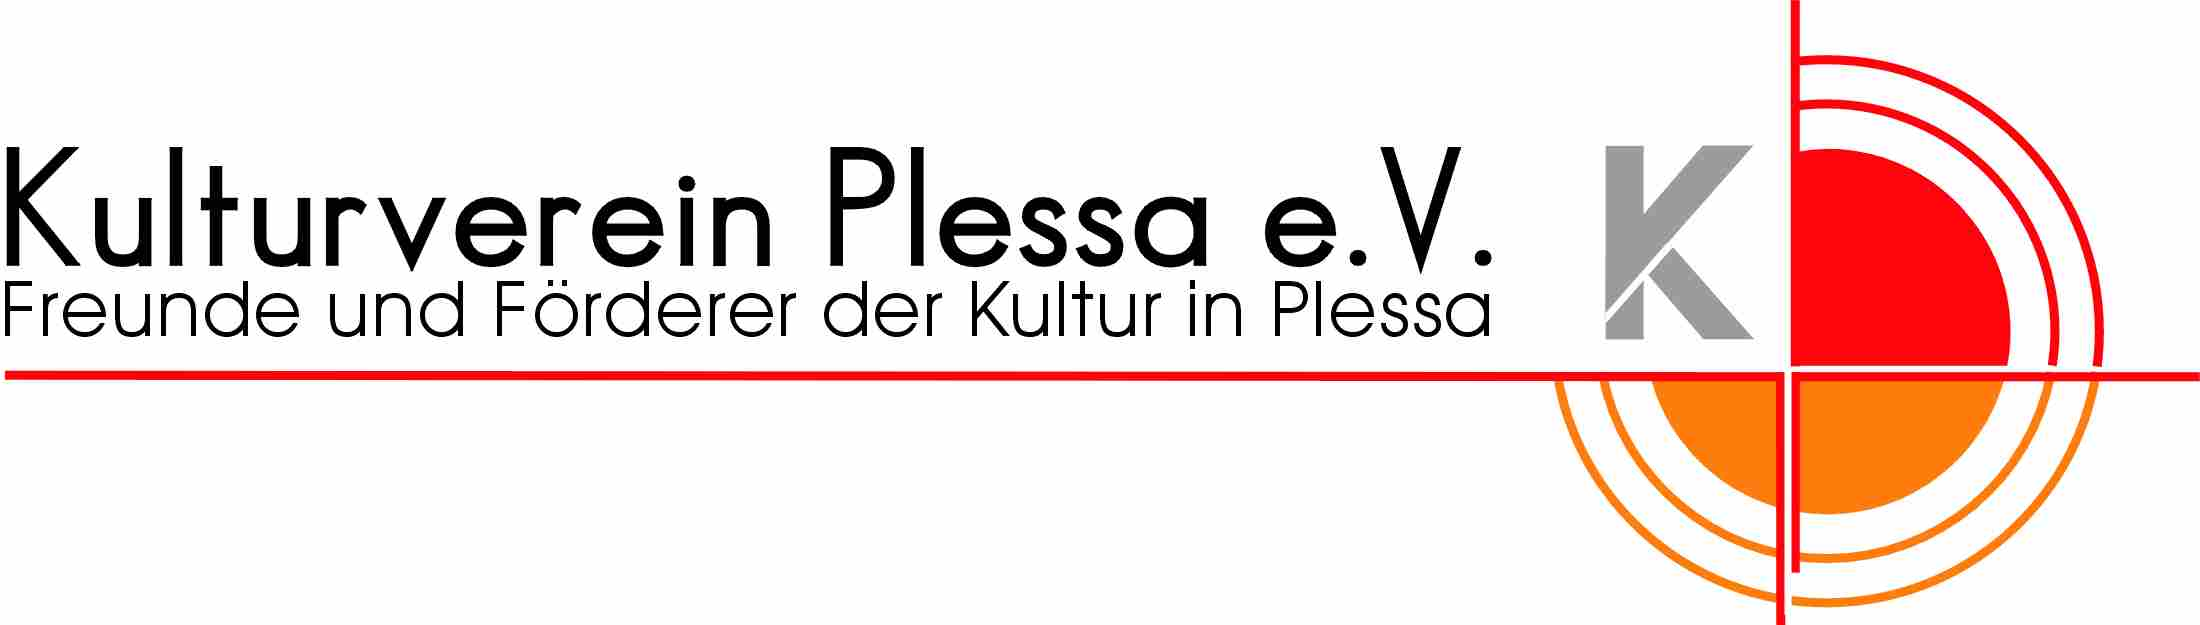 Kulturverein Plessa e.V.
Freunde und Förderer der Kultur in Plessa
K